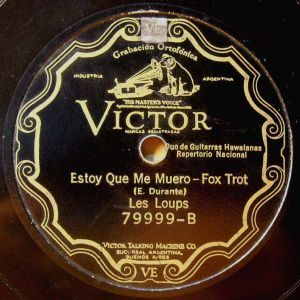 VE
Grabación Ortofónica
INDUSTRIA ARGENTINA
"HIS MASTER'S VOICE"
VICTOR
MARCAS REGISTRADAS
Duo de Guitarras Hawaianas
Repertorio Nacional
Estoy Que Me Muero-Fox Trot
(E. Durante)
Les Loups
79999-B
VICTOR TALKING MACHINE CO.
SUCURSAL ARGENTINA,
BUENOS AIRES
VE